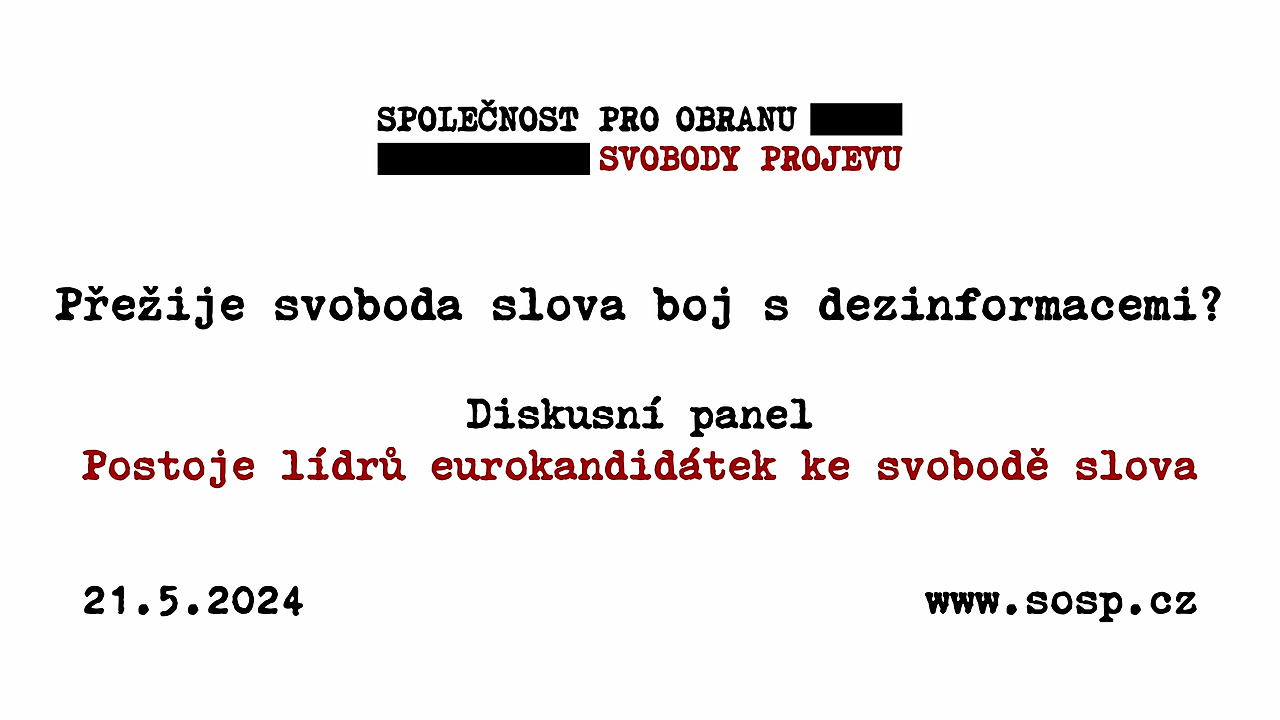 SPOLEČNOST PRO OBRANU
SVOBODY PROJEVU
Přežije svoboda slova boj s dezinformacemi?
Diskusní panel
Postoje lídrů eurokandidátek ke svobodě slova
21.5.2024
www.sosp.cz